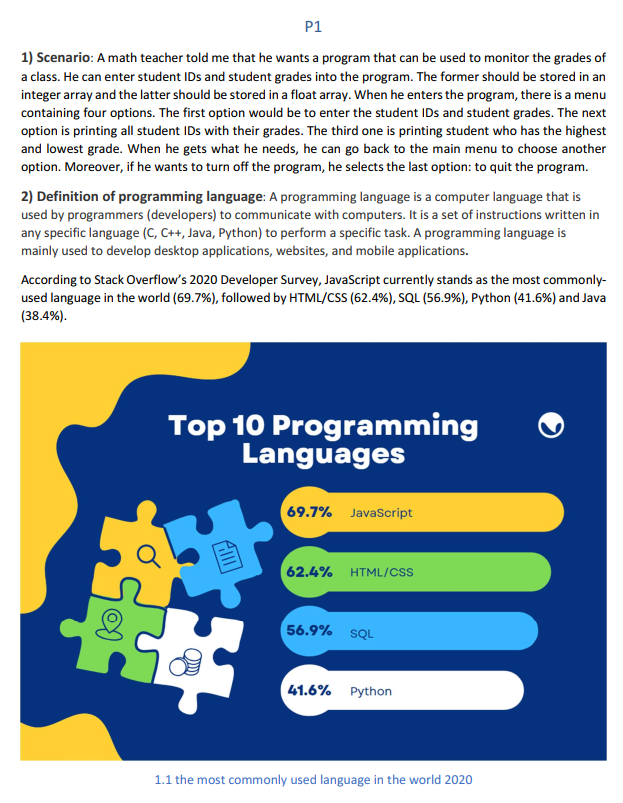 P1
1) Scenario: A math teacher told me that he wants a program that can be used to monitor the grades of
a class. He can enter student IDs and student grades into the program. The former should be stored in an
integer array and the latter should be stored in a float array. When he enters the program, there is a menu
containing four options. The first option would be to enter the student IDs and student grades. The next
option is printing all student IDs with their grades. The third one is printing student who has the highest
and lowest grade. When he gets what he needs, he can go back to the main menu to choose another
option. Moreover, if he wants to turn off the program, he selects the last option: to quit the program.
2) Definition of programming language: A programming language is a computer language that is
used by programmers (developers) to communicate with computers. It is a set of instructions written in
any specific language (C, C++, Java, Python) to perform a specific task. A programming language is
mainly used to develop desktop applications, websites, and mobile applications.
According to Stack Overflow’s 2020 Developer Survey, JavaScript currently stands as the most commonly-
used language in the world (69.7%), followed by HTML/CSS (62.4%), SQL (56.9%), Python (41.6%) and Java
(38.4%).
Top 10 Programming
Languages
69.7% JavaScript
62.4% HTML/CSS
56.9% SQL
41.6% Python
1.1 the most commonly used language in the world 2020